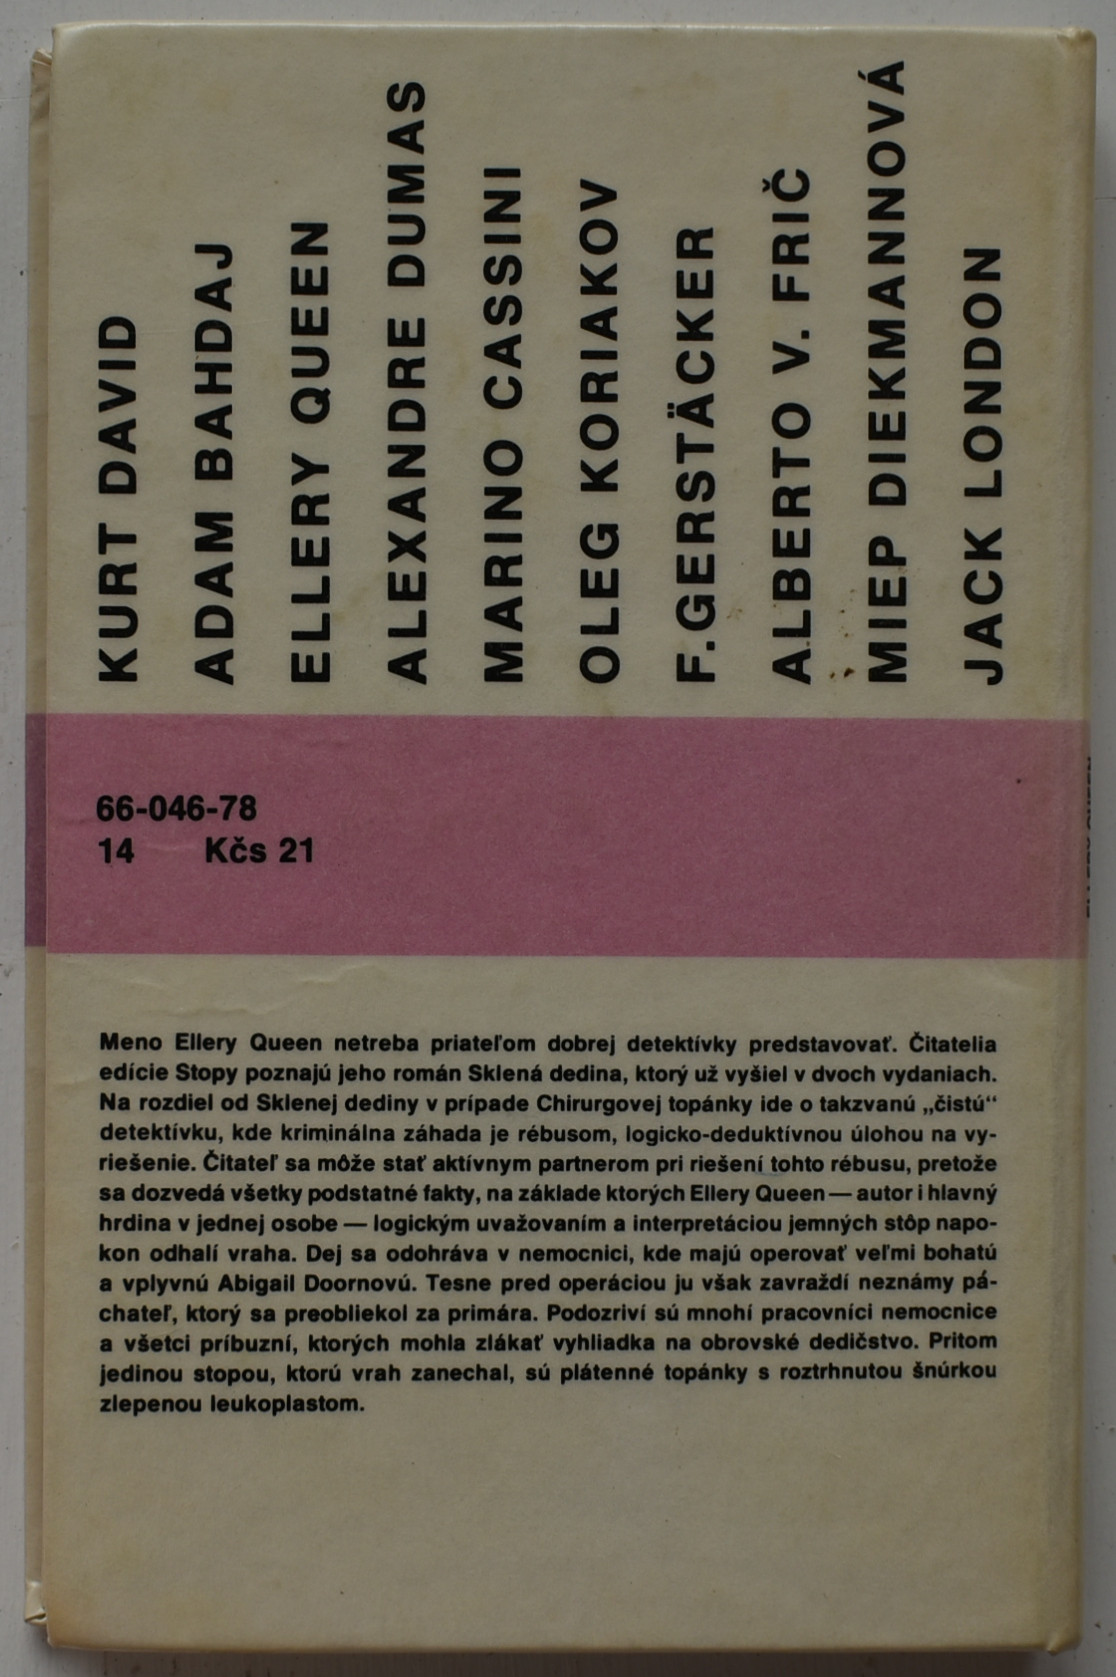 KURT DAVID
ADAM BAHDAJ
ELLERY QUEEN
ALEXANDRE DUMAS
MARINO CASSINI
OLEG KORIAKOV
F. GERSTÄCKER
ALBERTO V. FRIČ
MIEP DIEKMANNOVÁ
JACK LONDON
66-046-78
14 Kčs 21
Meno Ellery Queen netreba priateľom dobrej detektívky predstavovať. Čitatelia
edície Stopy poznajú jeho román Sklená dedina, ktorý už vyšiel v dvoch vydaniach.
Na rozdiel od Sklenej dediny v prípade Chirurgovej topánky ide o takzvanú „čistú“
detektívku, kde kriminálna záhada je rébusom, logicko-deduktívnou úlohou na vy-
riešenie. Čitateľ sa môže stať aktívnym partnerom pri riešení tohto rébusu, pretože
sa dozvedá všetky podstatné fakty, na základe ktorých Ellery Queen — autor i hlavný
hrdina v jednej osobe — logickým uvažovaním a interpretáciou jemných stôp napo-
kon odhalí vraha. Dej sa odohráva v nemocnici, kde majú operovať veľmi bohatú
a vplyvnú Abigail Doornovú. Tesne pred operáciou ju však zavraždí neznámy pá-
chateľ, ktorý sa preobliekol za primára. Podozriví sú mnohí pracovníci nemocnice
a všetci príbuzní, ktorých mohla zlákať vyhliadka na obrovské dedičstvo. Pritom
jedinou stopou, ktorú vrah zanechal, sú plátenné topánky s roztrhnutou šnúrkou
zlepenou leukoplastom.